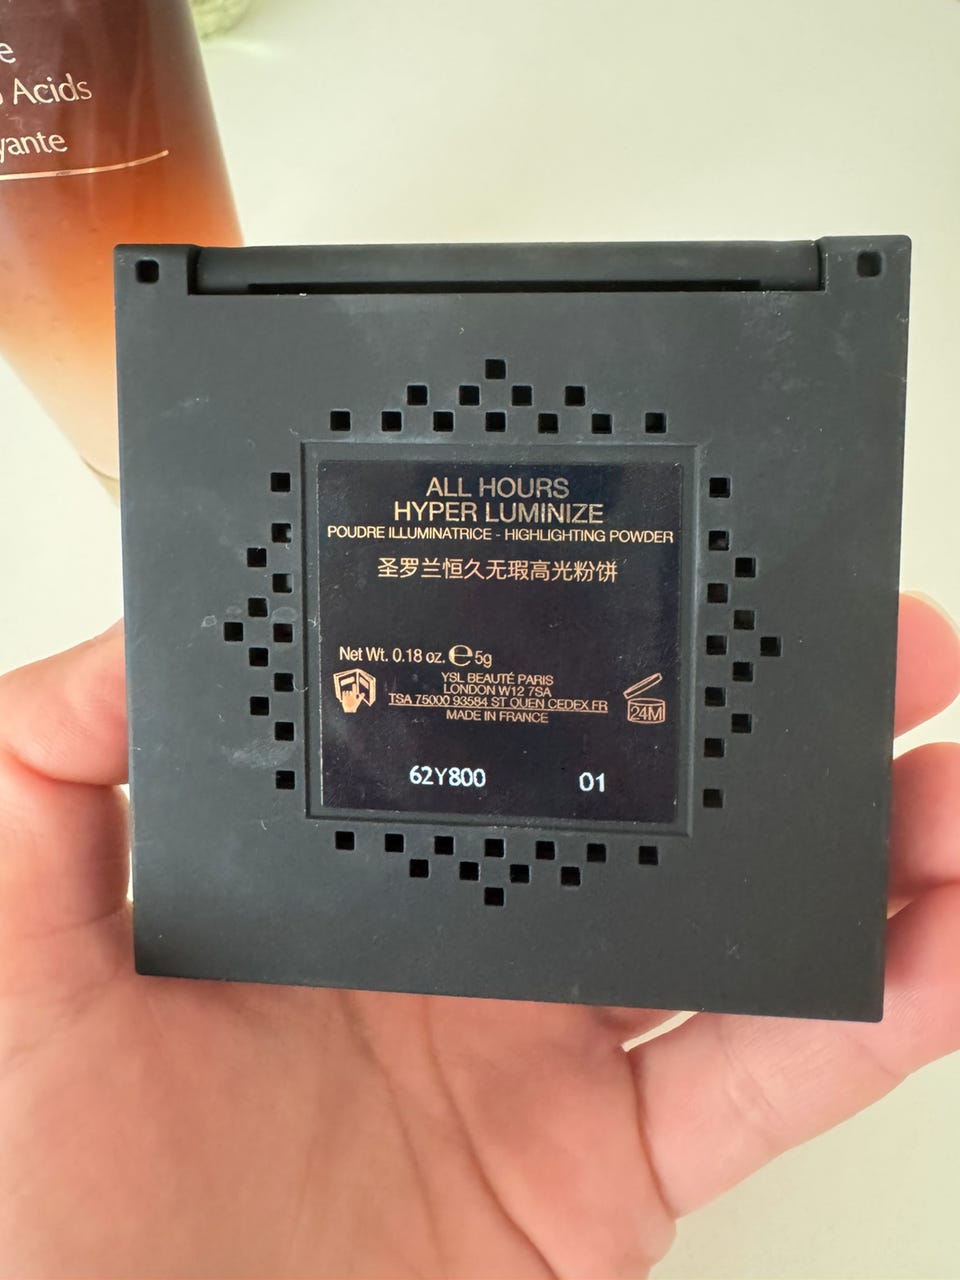 e
Acids
yante
ALL HOURS
HYPER LUMINIZE
POUDRE ILLUMINATRICE - HIGHLIGHTING POWDER
圣罗兰恒久无瑕高光粉饼
Net Wt. 0.18 oz. ℮ 5g
YSL BEAUTÉ PARIS
LONDON W12 7SA
TSA 75000 93584 ST OUEN CEDEX FR
MADE IN FRANCE
24M
62Y800 01